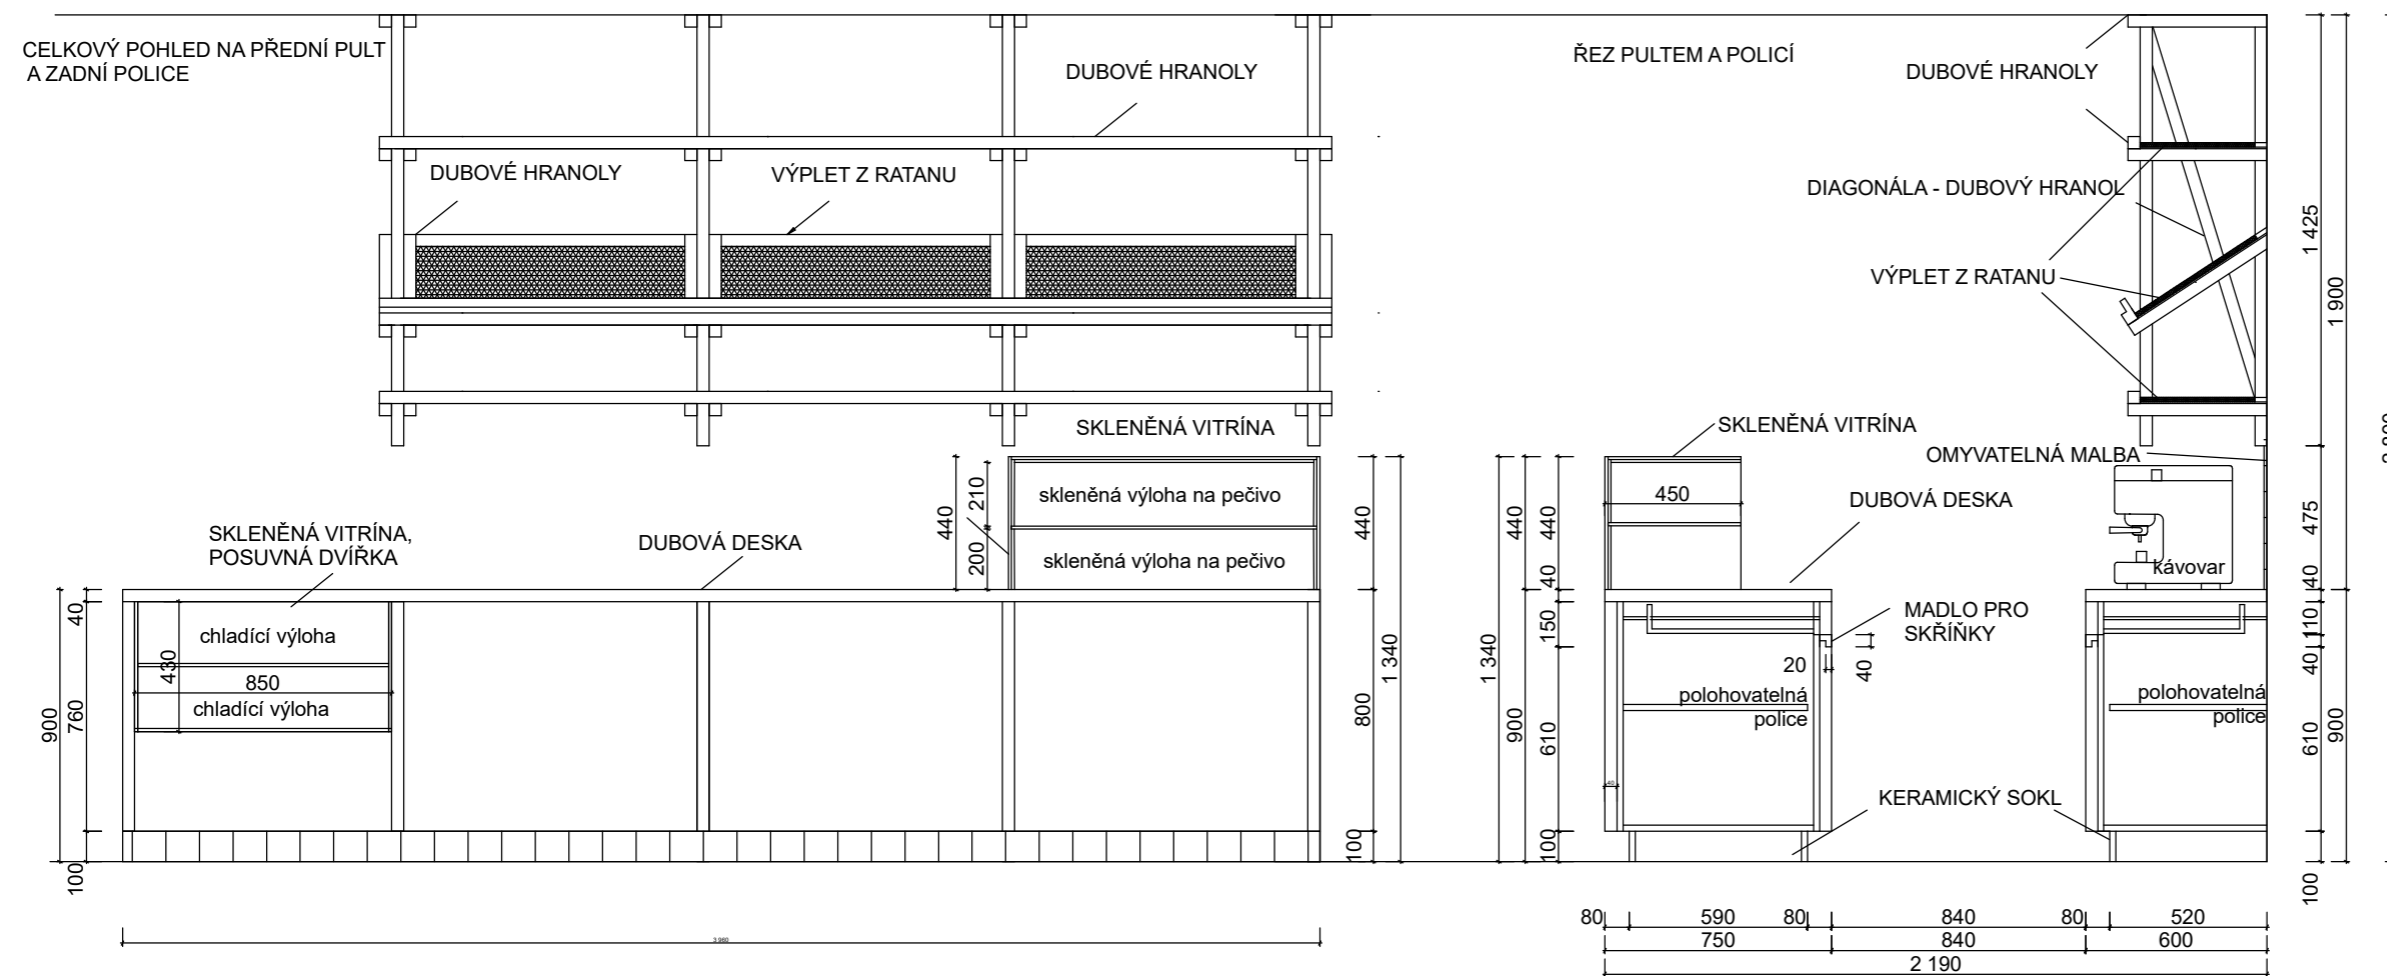 CELKOVÝ POHLED NA PŘEDNÍ PULT
A ZADNÍ POLICE
DUBOVÉ HRANOLY
DUBOVÉ HRANOLY
VÝPLET Z RATANU
SKLENĚNÁ VITRÍNA
skleněná výloha na pečivo
skleněná výloha na pečivo
440
210
200
SKLENĚNÁ VITRÍNA,
POSUVNÁ DVÍŘKA
DUBOVÁ DESKA
chladící výloha
430
850
chladící výloha
40
760
900
100
440
800
100
1 340
3 960
ŘEZ PULTEM A POLICÍ
DUBOVÉ HRANOLY
DIAGONÁLA - DUBOVÝ HRANOL
VÝPLET Z RATANU
SKLENĚNÁ VITRÍNA
OMYVATELNÁ MALBA
450
DUBOVÁ DESKA
kávovar
MADLO PRO
SKŘÍŇKY
20
40
polohovatelná
police
polohovatelná
police
KERAMICKÝ SOKL
1 340
440
900
440
40
150
610
100
1 425
475
40
110
40
610
100
1 900
900
80
590
80
840
80
520
750
840
600
2 190